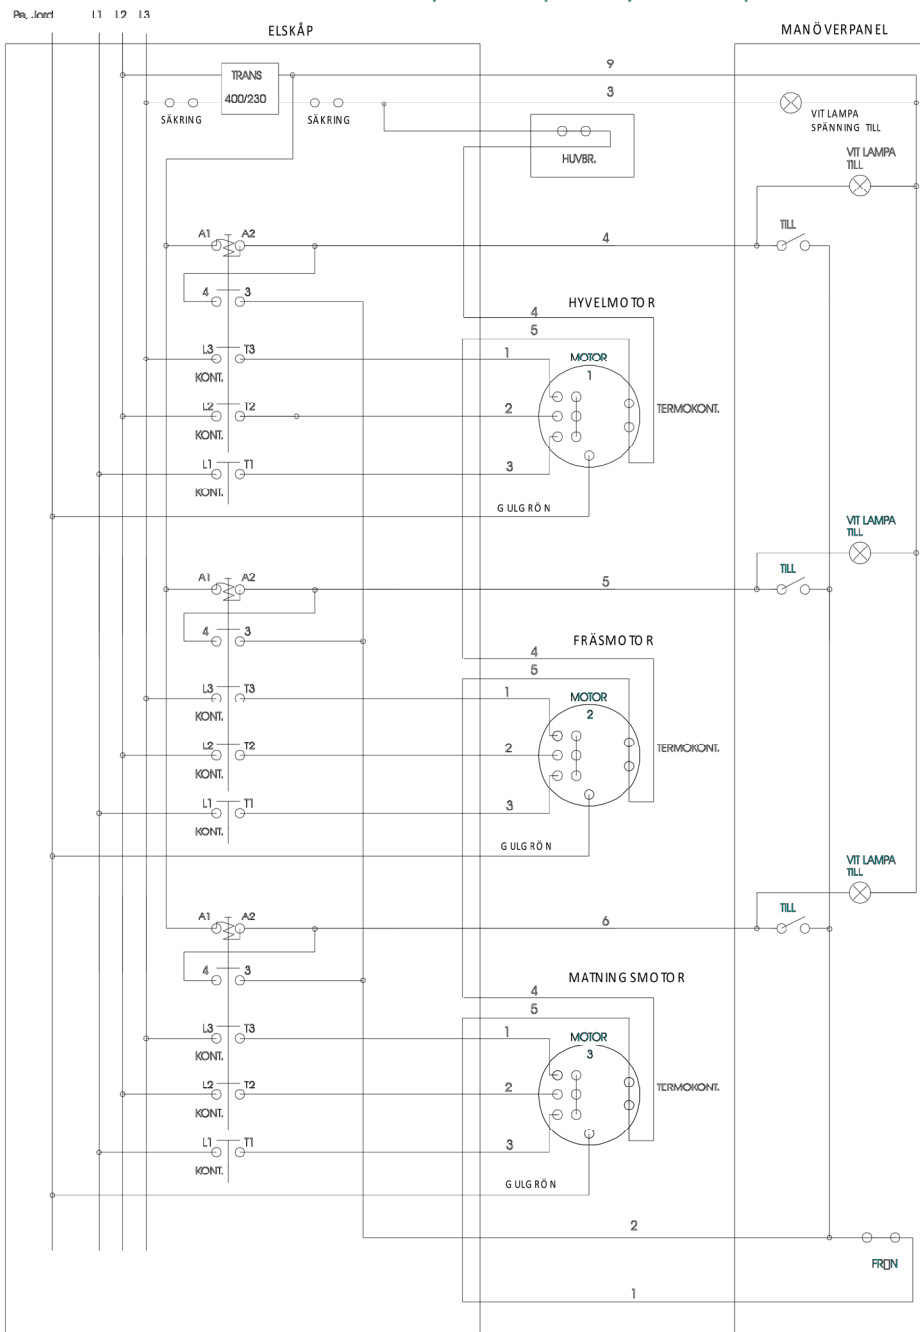 Pe, Jord L1 L2 L3
ELSKÅP
MANÖVERPANEL
TRANS
400/230
9
3
SÄKRING
SÄKRING
VIT LAMPA
SPÄNNING TILL
HUVBR.
VIT LAMPA
TILL
A1 A2
4
TILL
4 3
HYVELMOTOR
4
5
L3 T3
1
MOTOR
1
KONT.
L2 T2
2
TERMOKONT.
KONT.
L1 T1
3
KONT.
GULGRÖN
VIT LAMPA
TILL
A1 A2
5
TILL
4 3
FRÄSMOTOR
4
5
L3 T3
1
MOTOR
2
KONT.
L2 T2
2
TERMOKONT.
KONT.
L1 T1
3
KONT.
GULGRÖN
VIT LAMPA
TILL
A1 A2
6
TILL
4 3
MATNINGSMOTOR
4
5
L3 T3
1
MOTOR
3
KONT.
L2 T2
2
TERMOKONT.
KONT.
L1 T1
3
KONT.
GULGRÖN
2
FR▯N
1